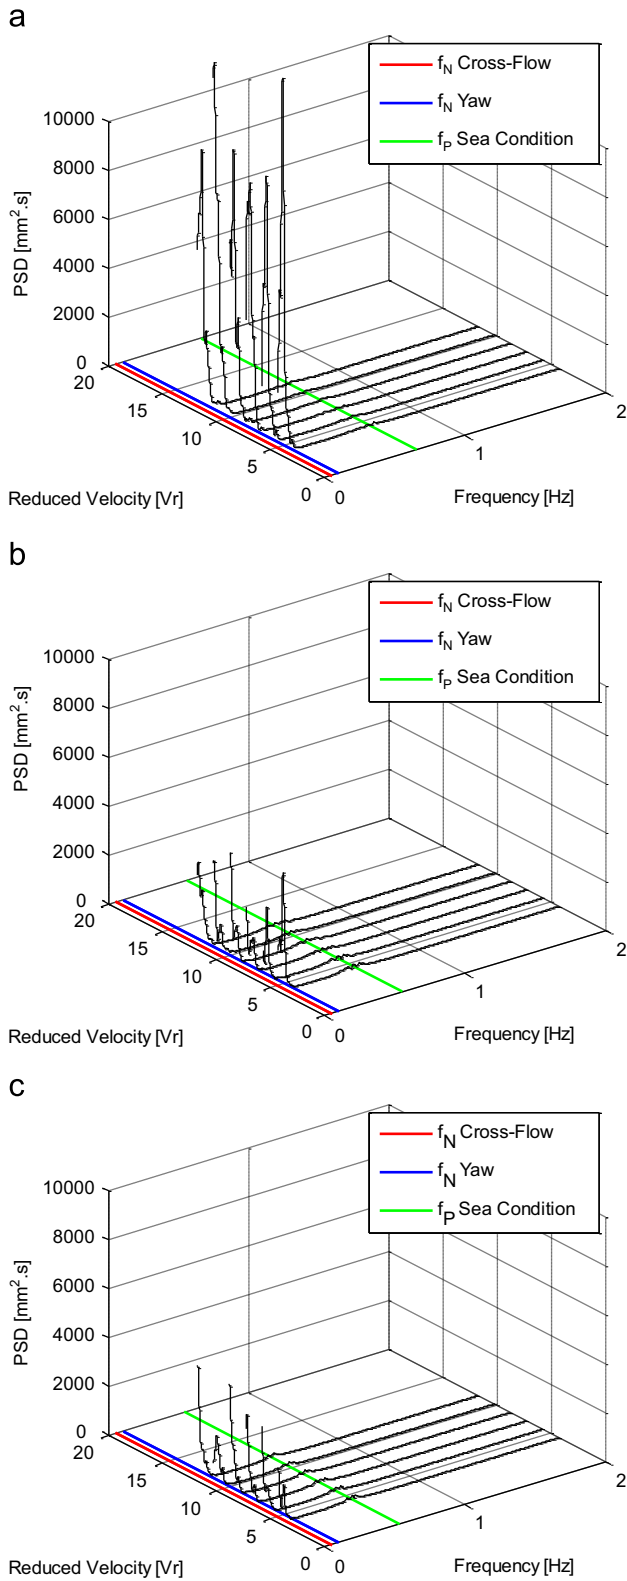 a
f_N Cross-Flow
f_N Yaw
f_P Sea Condition
PSD [mm².s]
10000
8000
6000
4000
2000
0
20
15
10
5
0
0
1
2
Reduced Velocity [Vr]
Frequency [Hz]
b
f_N Cross-Flow
f_N Yaw
f_P Sea Condition
PSD [mm².s]
10000
8000
6000
4000
2000
0
20
15
10
5
0
0
1
2
Reduced Velocity [Vr]
Frequency [Hz]
c
f_N Cross-Flow
f_N Yaw
f_P Sea Condition
PSD [mm².s]
10000
8000
6000
4000
2000
0
20
15
10
5
0
0
1
2
Reduced Velocity [Vr]
Frequency [Hz]